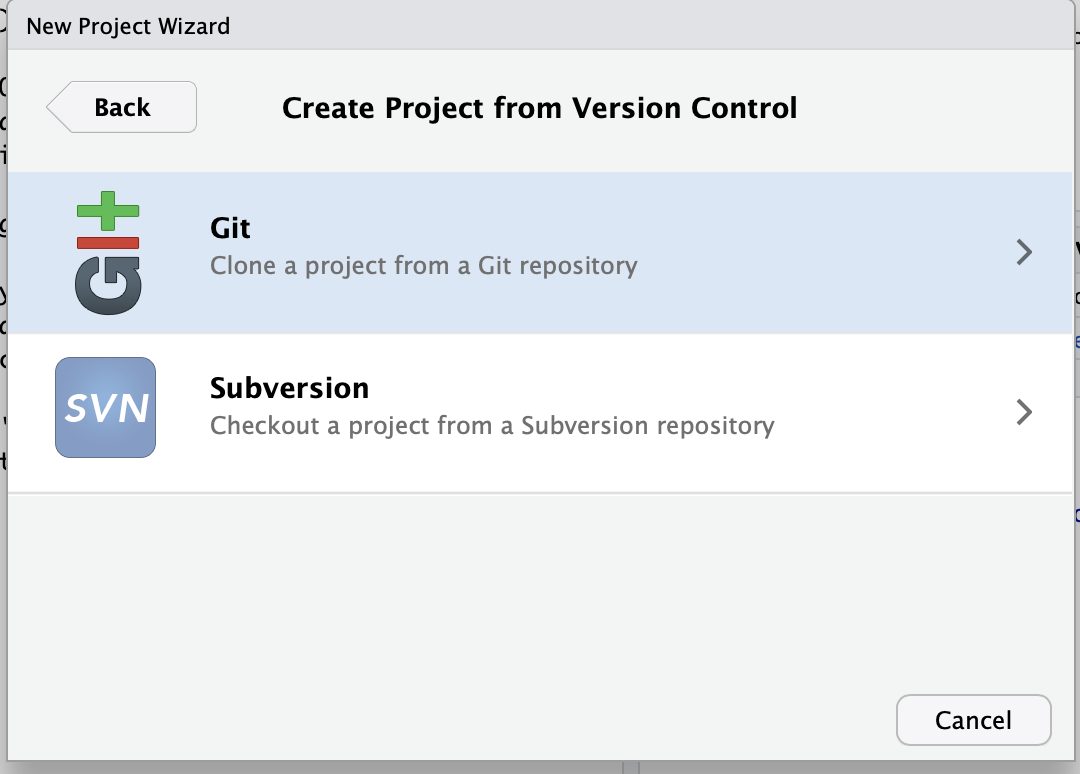 New Project Wizard
Back
Create Project from Version Control
Git
Git
Clone a project from a Git repository
SVN
Subversion
Checkout a project from a Subversion repository
Cancel